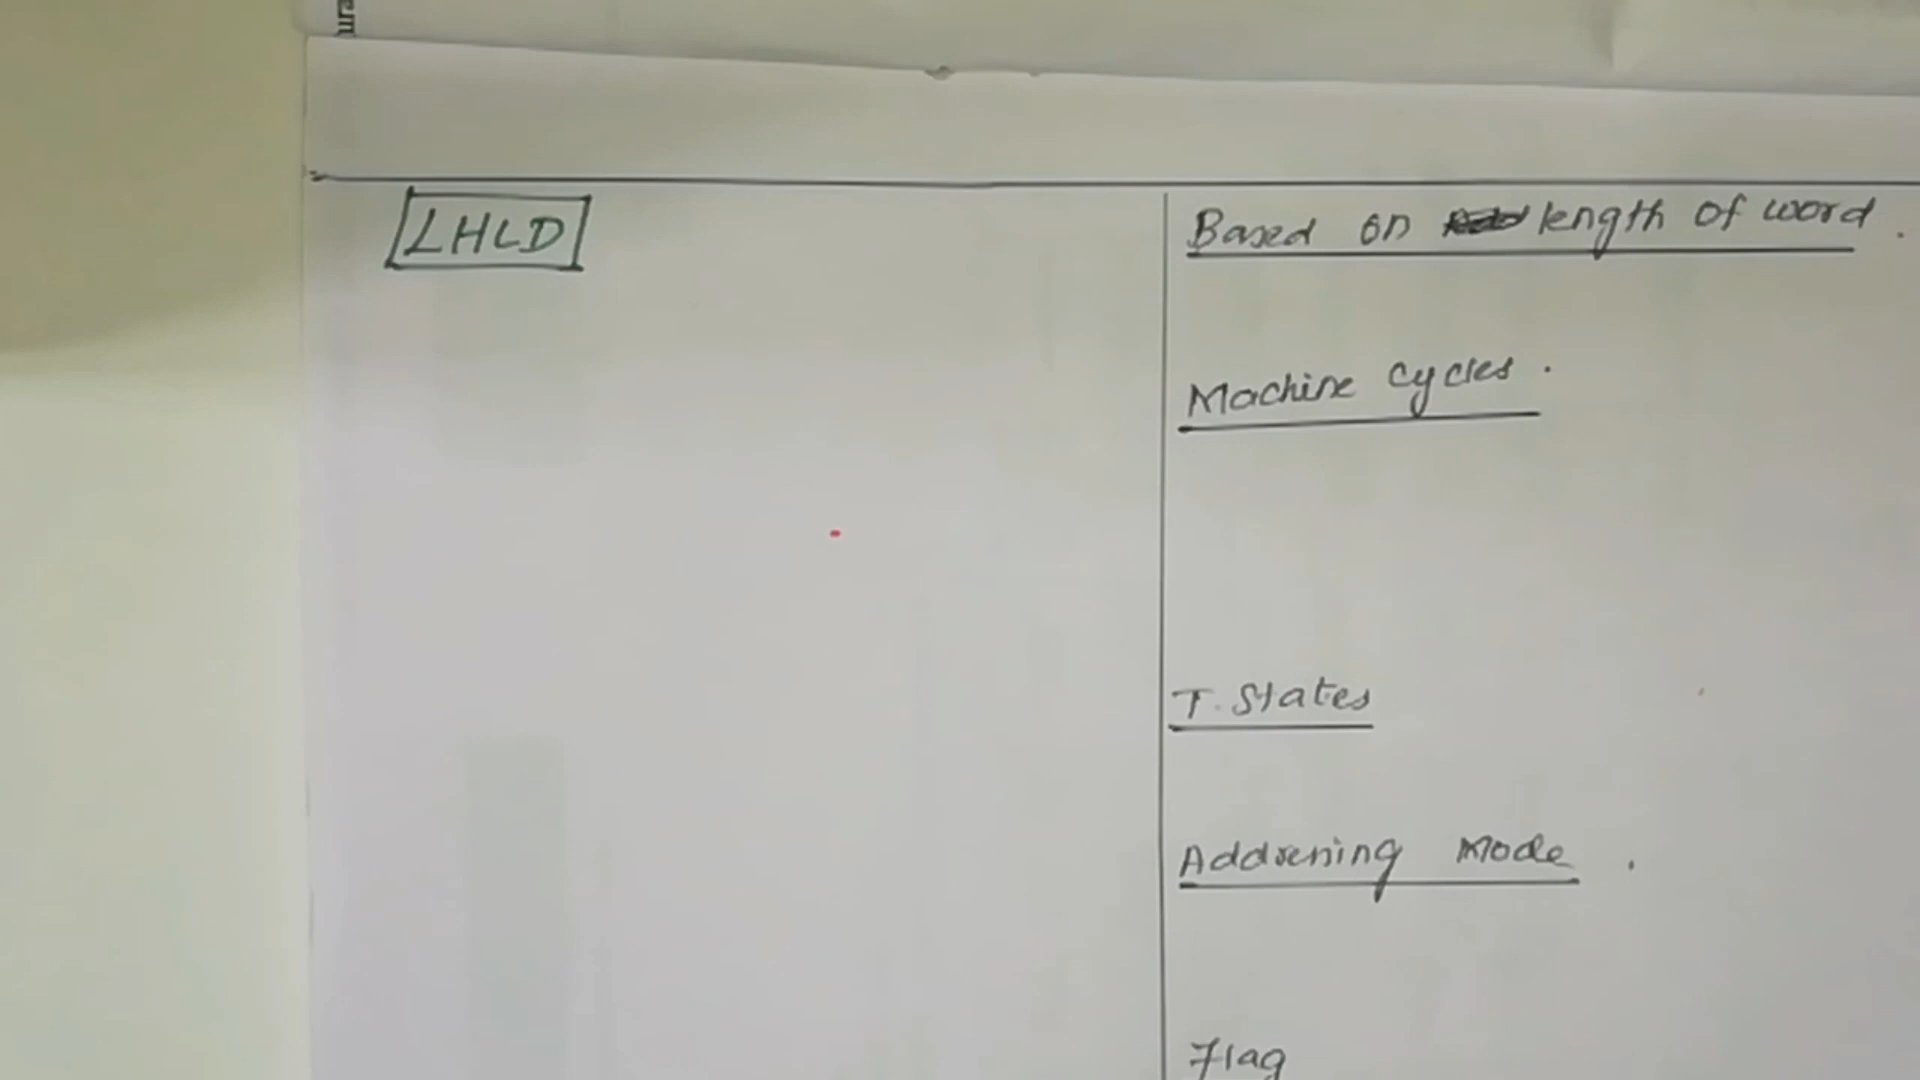 LHLD
Based on length of word.
Machine cycles.
T. States
Addressing Mode.
Flag